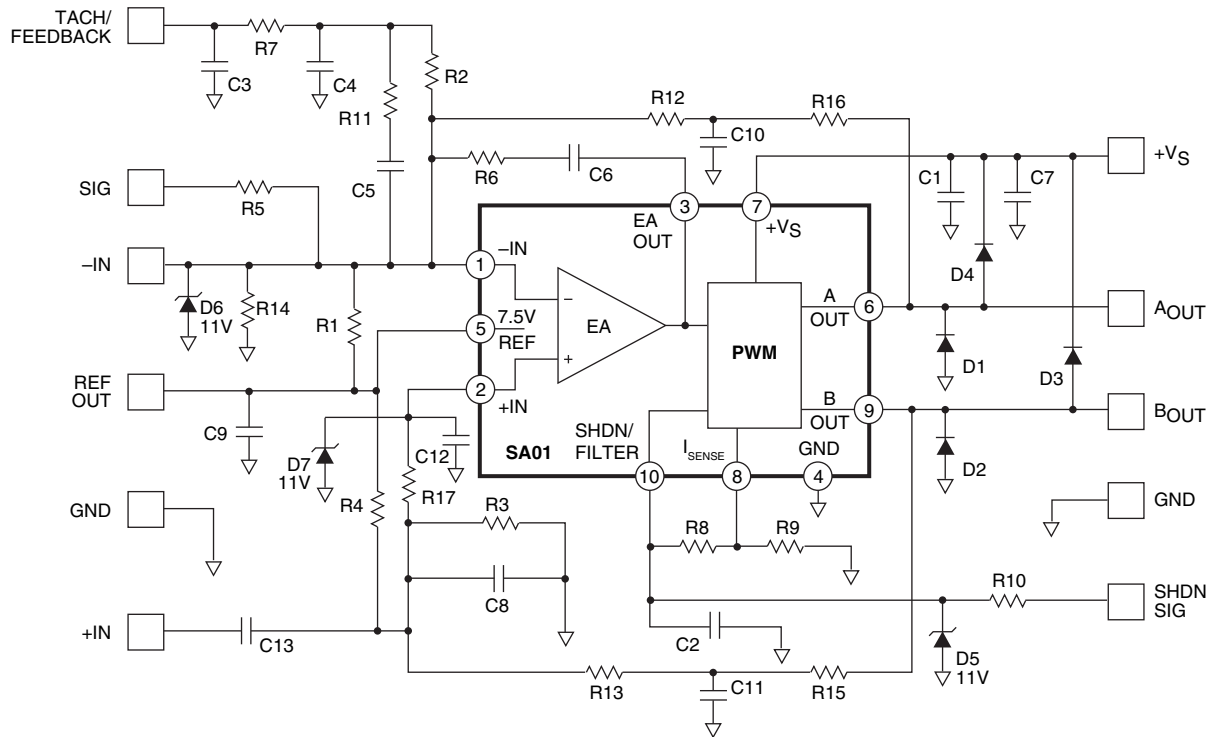 TACH/
FEEDBACK
R7
C3
C4
R2
R11
R12
R16
C10
+VS
SIG
R5
C5
R6
C6
C1
C7
3
EA
OUT
7
+VS
–IN
–IN
1
D6
11V
R14
R1
5
7.5V
REF
EA
–
+
PWM
A
OUT
6
D4
AOUT
D1
D3
REF
OUT
C9
2
+IN
B
OUT
9
BOUT
D7
11V
C12
SA01
SHDN/
FILTER
ISENSE
GND
10
8
4
D2
GND
R4
R17
R3
C8
R8
R9
GND
R10
SHDN
SIG
+IN
C13
C2
D5
11V
R13
C11
R15